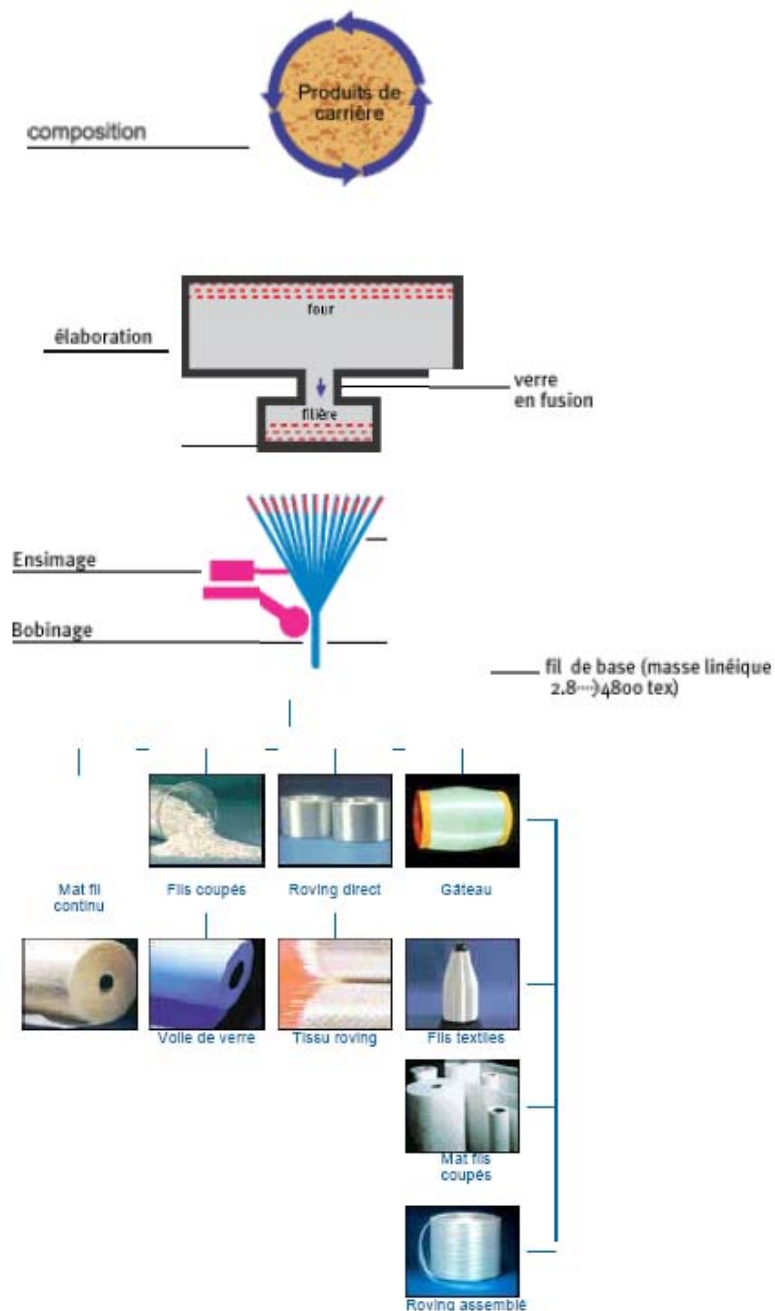 Produits de
carrière
composition
four
élaboration
verre
en fusion
filière
Ensimage
Bobinage
fil de base (masse linéique
2.8····)4800 tex)
Mat fil
continu
Fils coupés
Roving direct
Gâteau
Voile de verre
Tissu roving
Fils textiles
Mat fils
coupés
Roving assemblé